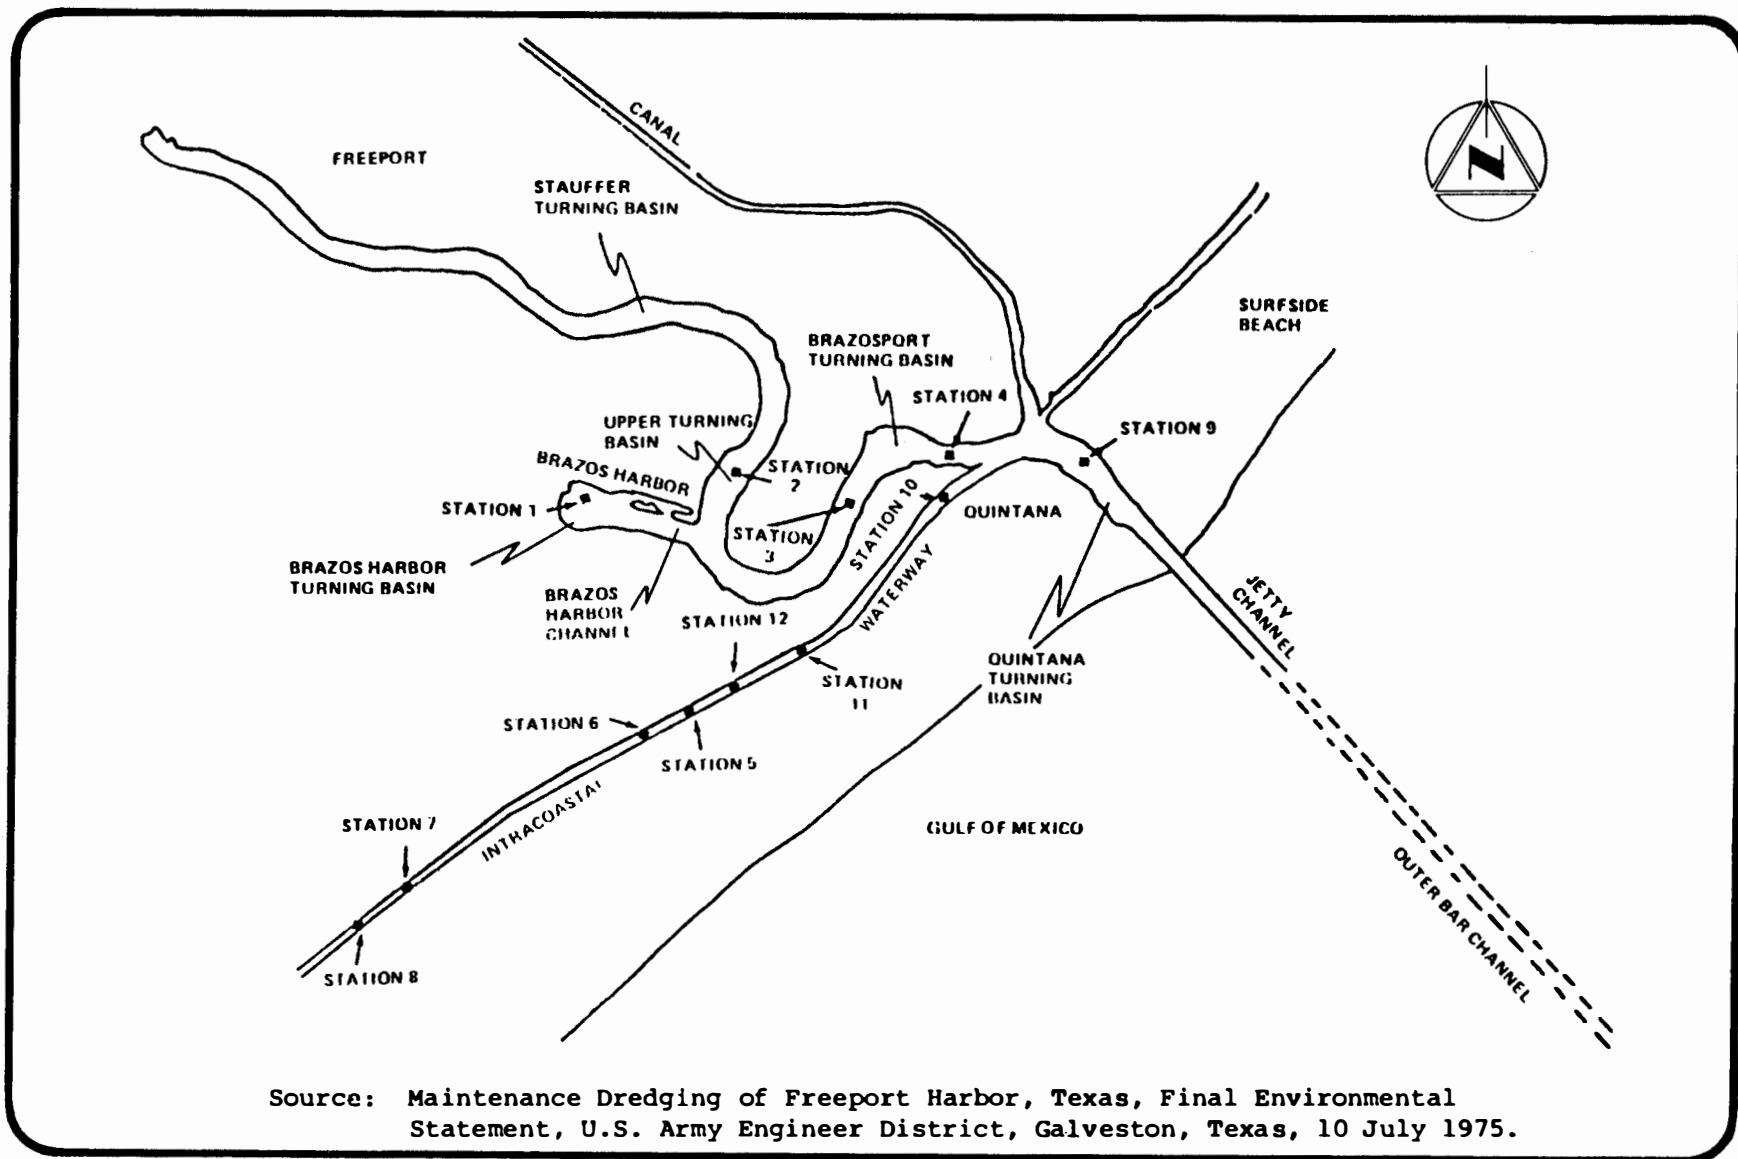 CANAL
FREEPORT
STAUFFER
TURNING BASIN
N
SURFSIDE
BEACH
BRAZOSPORT
TURNING BASIN
STATION 4
UPPER TURNING
BASIN
STATION 9
BRAZOS HARBOR
STATION
2
STATION 1
STATION 10
QUINTANA
STATION
3
BRAZOS HARBOR
TURNING BASIN
BRAZOS
HARBOR
CHANNEL
WATERWAY
JETTY
CHANNEL
STATION 12
QUINTANA
TURNING
BASIN
STATION
11
STATION 6
STATION 5
INTRACOASTAL
STATION 7
GULF OF MEXICO
OUTER BAR CHANNEL
STATION 8
Source: Maintenance Dredging of Freeport Harbor, Texas, Final Environmental
Statement, U.S. Army Engineer District, Galveston, Texas, 10 July 1975.